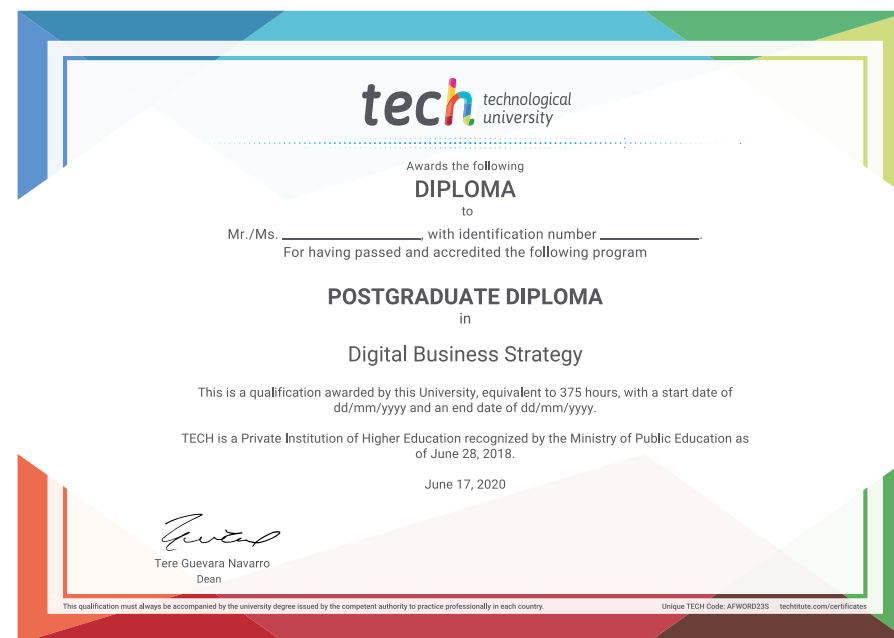 tech technological
university
Awards the following
DIPLOMA
to
Mr./Ms. ____________________, with identification number ______________.
For having passed and accredited the following program
POSTGRADUATE DIPLOMA
in
Digital Business Strategy
This is a qualification awarded by this University, equivalent to 375 hours, with a start date of
dd/mm/yyyy and an end date of dd/mm/yyyy.
TECH is a Private Institution of Higher Education recognized by the Ministry of Public Education as
of June 28, 2018.
June 17, 2020
Tere Guevara Navarro
Dean
This qualification must always be accompanied by the university degree issued by the competent authority to practice professionally in each country. Unique TECH Code: AFWORD23S techtitute.com/certificates